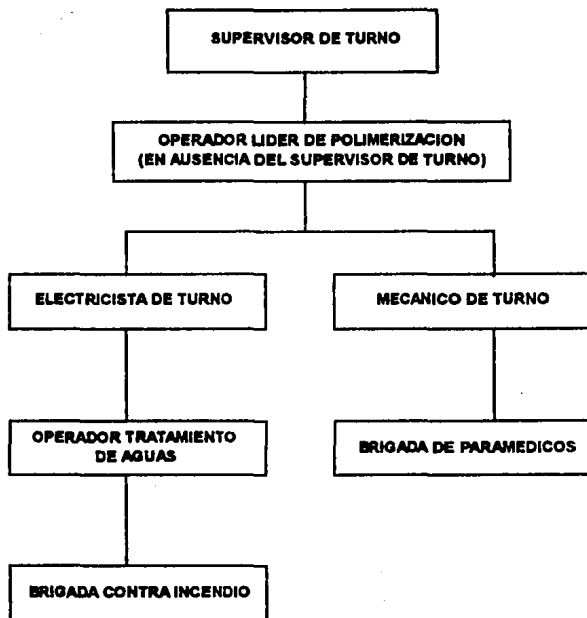 SUPERVISOR DE TURNO
OPERADOR LIDER DE POLIMERIZACION
(EN AUSENCIA DEL SUPERVISOR DE TURNO)
ELECTRICISTA DE TURNO
MECANICO DE TURNO
OPERADOR TRATAMIENTO
DE AGUAS
BRIGADA DE PARAMEDICOS
BRIGADA CONTRA INCENDIO